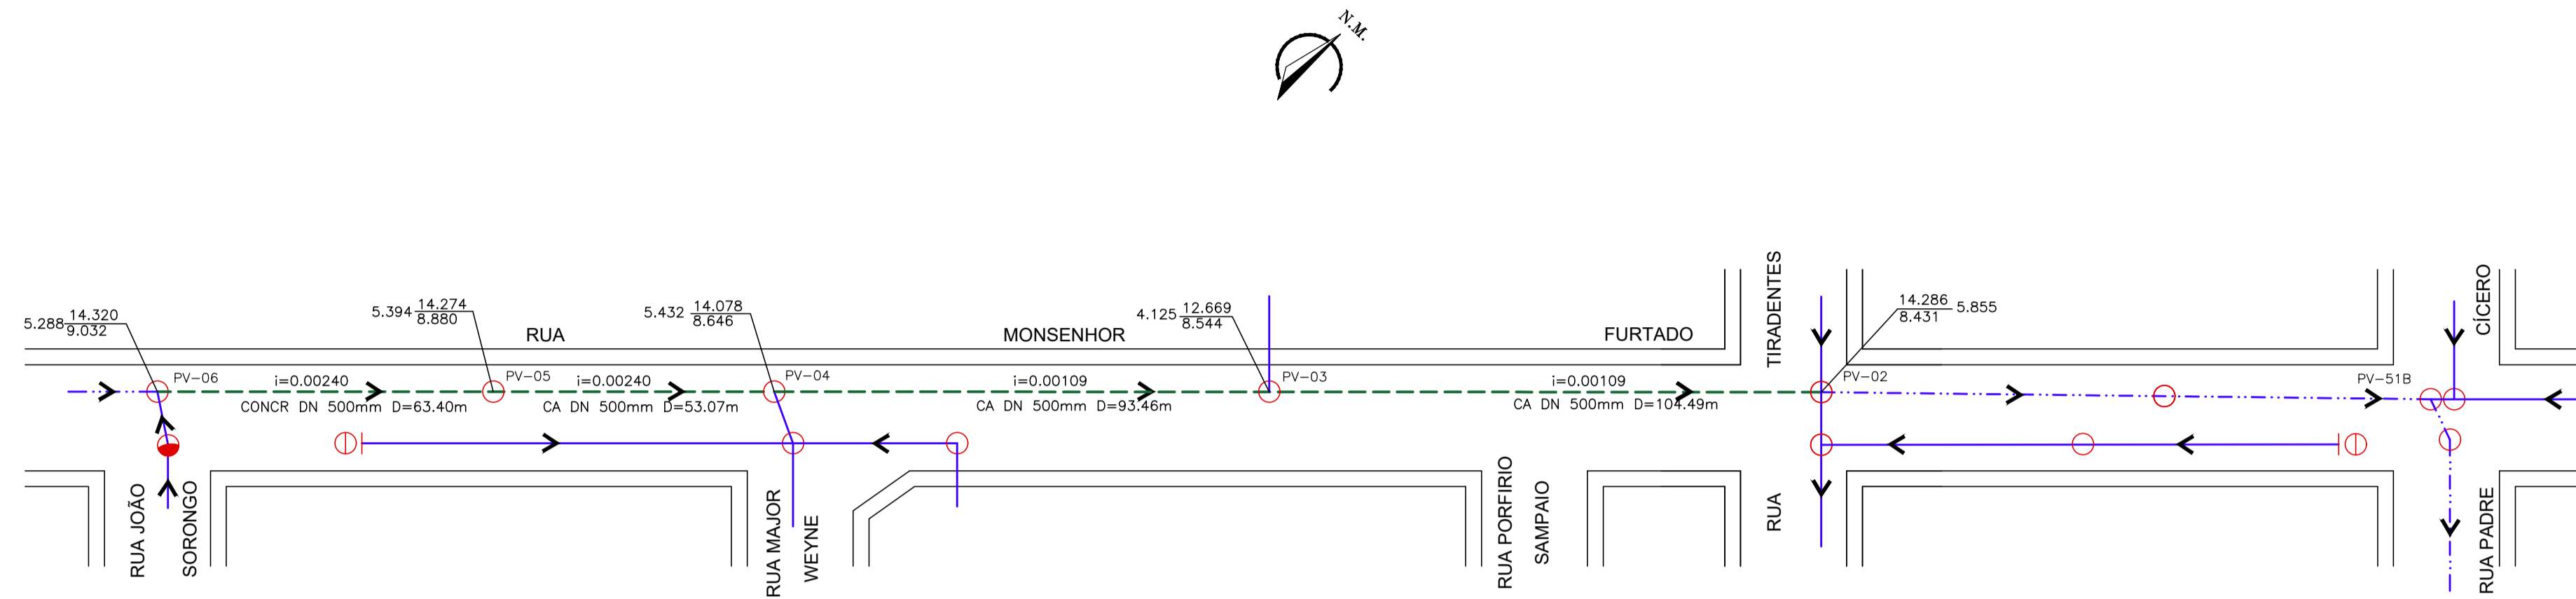 N.M.
5.288 14.320
9.032
5.394 14.274
8.880
5.432 14.078
8.646
4.125 12.669
8.544
14.286
8.431 5.855
RUA MONSENHOR FURTADO
PV-06
i=0.00240
CONCR DN 500mm D=63.40m
PV-05
i=0.00240
CA DN 500mm D=53.07m
PV-04
i=0.00109
CA DN 500mm D=93.46m
PV-03
i=0.00109
CA DN 500mm D=104.49m
PV-02
PV-51B
RUA JOÃO
SORONGO
RUA MAJOR
WEYNE
RUA PORFIRIO
SAMPAIO
RUA TIRADENTES
RUA PADRE CÍCERO